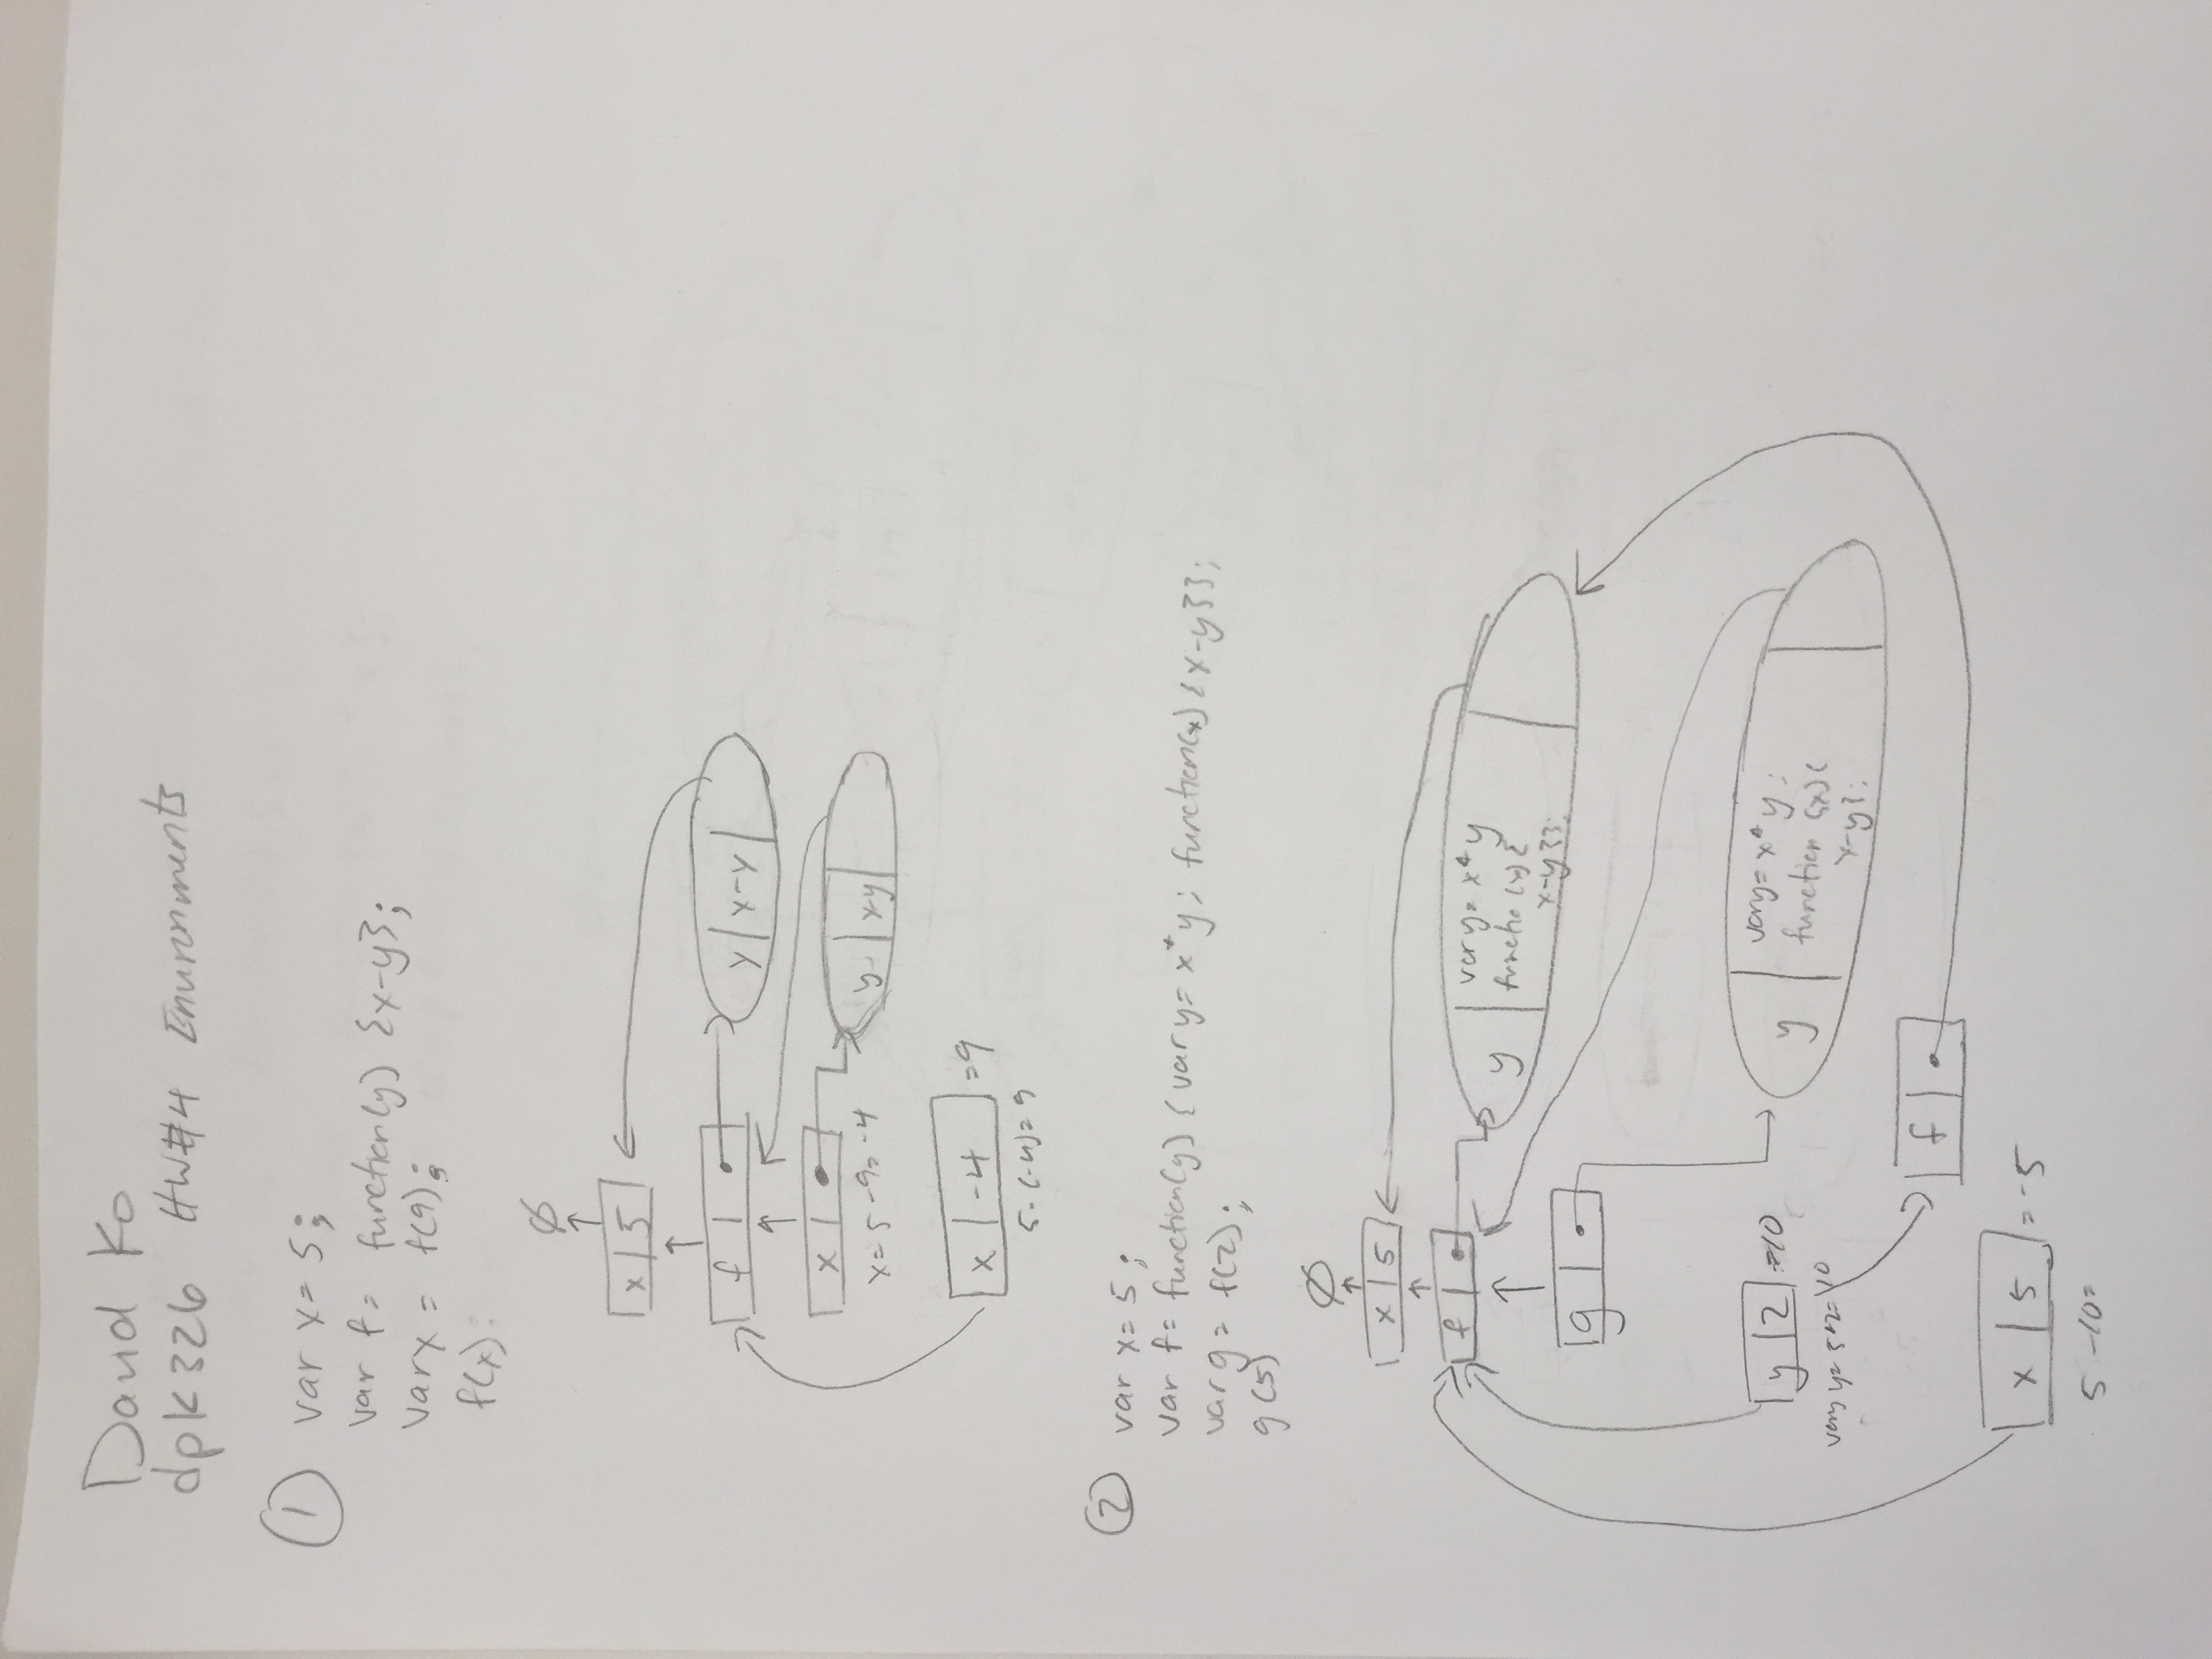 David Ko
dpk326 HW#4 Environments
1 var x = 5;
var f = function(y) {x-y};
var x = f(9);
f(x);
Ø
x | 5
f |
y | x-y |
x |
x = 5 - 9 = -4
y | x-y |
x | -4 = 9
5 - (-4) = 9
2 var x = 5;
var f = function(y) { var y = x*y; function(x) {x-y}};
var g = f(2);
g(5)
Ø
x | 5
f |
y | var y = x*y
function (x) {
x-y}};
g |
y | 2 = 10
var y = 5*2 = 10
y | var y = x*y;
function (x) {
x-y};
f |
x | 5 = -5
5 - 10 =